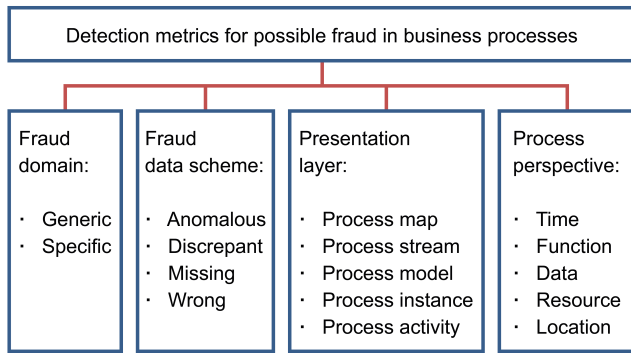 Detection metrics for possible fraud in business processes
Fraud
domain:
· Generic
· Specific
Fraud
data scheme:
· Anomalous
· Discrepant
· Missing
· Wrong
Presentation
layer:
· Process map
· Process stream
· Process model
· Process instance
· Process activity
Process
perspective:
· Time
· Function
· Data
· Resource
· Location